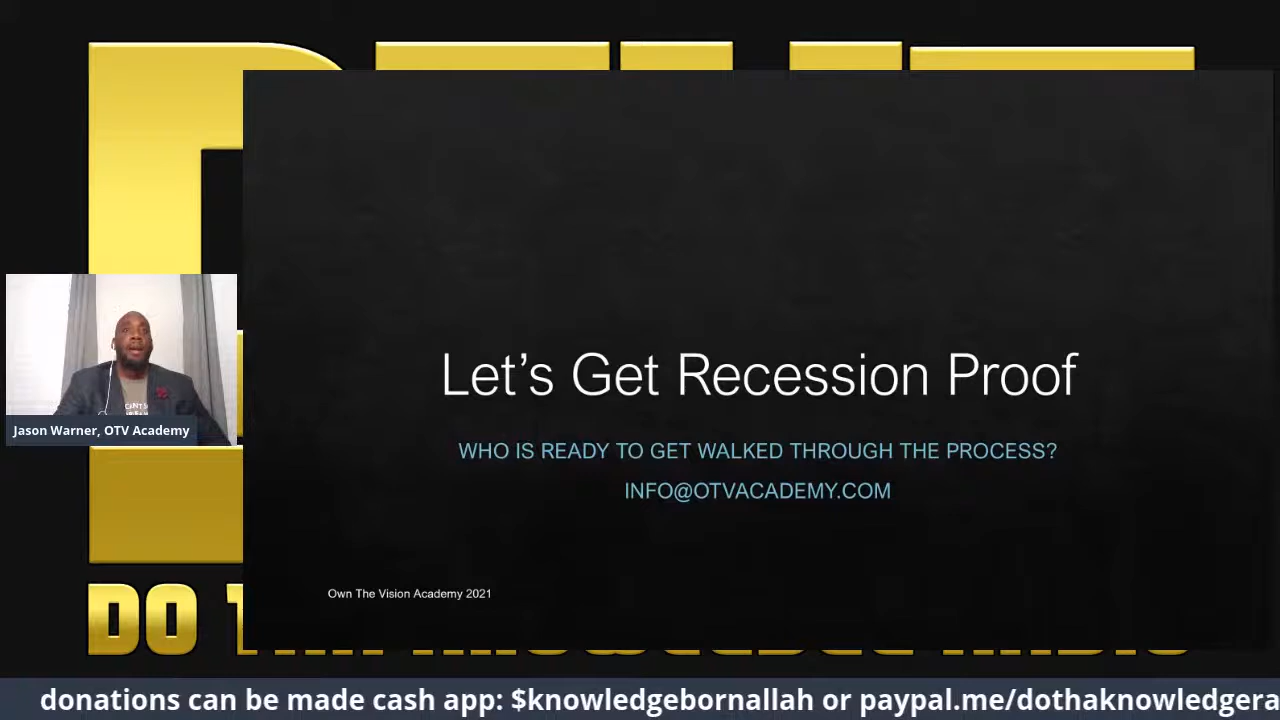 Let's Get Recession Proof
WHO IS READY TO GET WALKED THROUGH THE PROCESS?
INFO@OTVACADEMY.COM
Jason Warner, OTV Academy
Own The Vision Academy 2021
DO
donations can be made cash app: $knowledgebornallah or paypal.me/dothaknowledgera